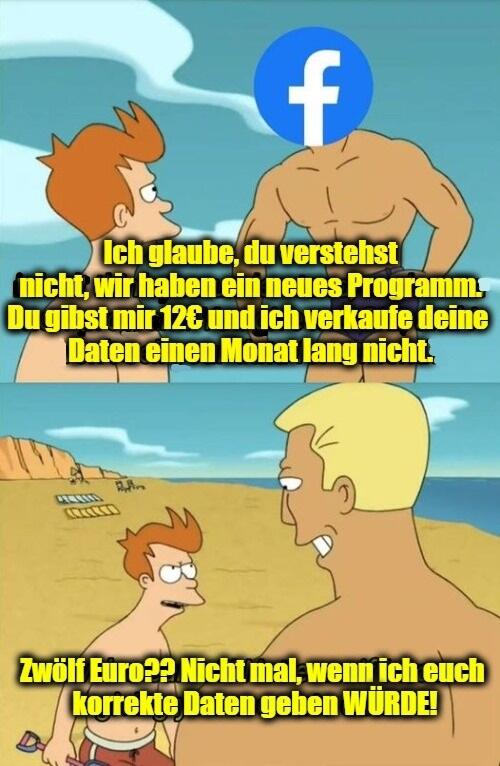 f
Ich glaube, du verstehst
nicht, wir haben ein neues Programm.
Du gibst mir 12€ und ich verkaufe deine
Daten einen Monat lang nicht.
Zwölf Euro?? Nicht mal, wenn ich euch
korrekte Daten geben WÜRDE!